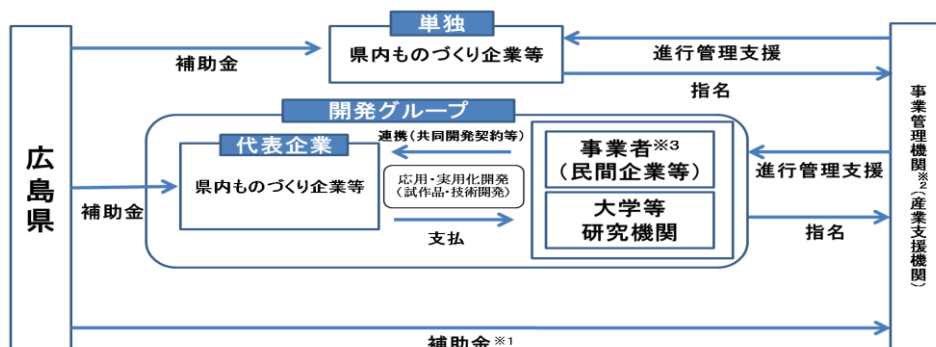 単独
県内ものづくり企業等
補助金
進行管理支援
指名
開発グループ
代表企業
県内ものづくり企業等
連携(共同開発契約等)
応用・実用化開発
(試作品・技術開発)
支払
事業者※3
(民間企業等)
大学等
研究機関
進行管理支援
指名
補助金
広島県
事業管理機関※2(産業支援機関)
補助金※1